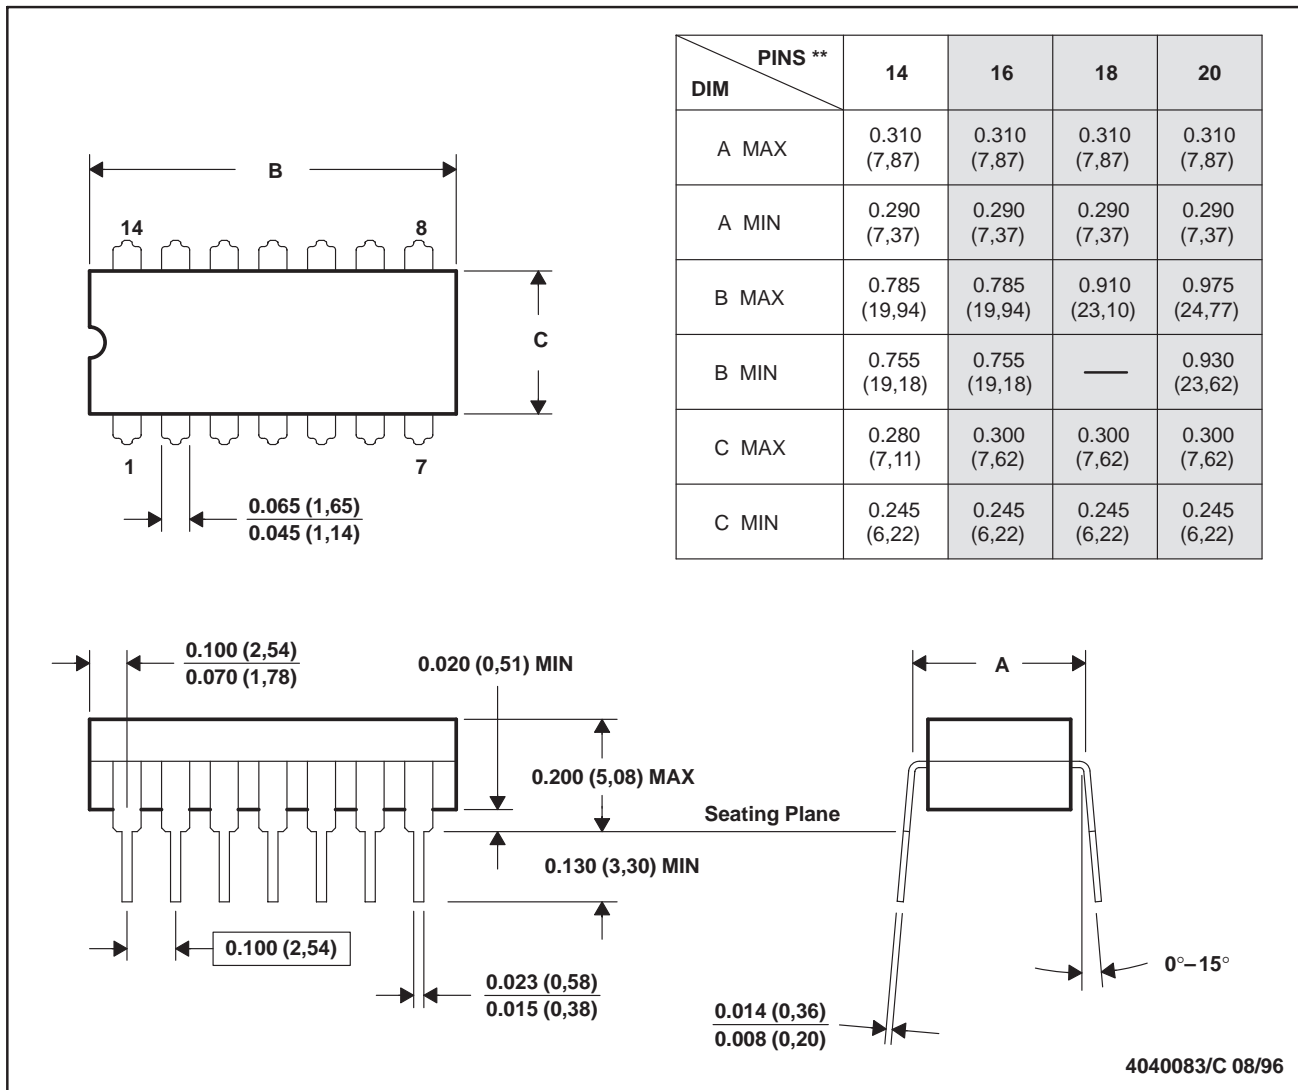 PINS **
DIM
14 16 18 20
A MAX
0.310 0.310 0.310 0.310
(7,87) (7,87) (7,87) (7,87)
A MIN
0.290 0.290 0.290 0.290
(7,37) (7,37) (7,37) (7,37)
B MAX
0.785 0.785 0.910 0.975
(19,94) (19,94) (23,10) (24,77)
B MIN
0.755 0.755 — 0.930
(19,18) (19,18) (23,62)
C MAX
0.280 0.300 0.300 0.300
(7,11) (7,62) (7,62) (7,62)
C MIN
0.245 0.245 0.245 0.245
(6,22) (6,22) (6,22) (6,22)
B
14 8
C
1 7
0.065 (1,65)
0.045 (1,14)
0.100 (2,54)
0.070 (1,78)
0.020 (0,51) MIN
A
0.200 (5,08) MAX
Seating Plane
0.130 (3,30) MIN
0.100 (2,54)
0.023 (0,58)
0.015 (0,38)
0°–15°
0.014 (0,36)
0.008 (0,20)
4040083/C 08/96